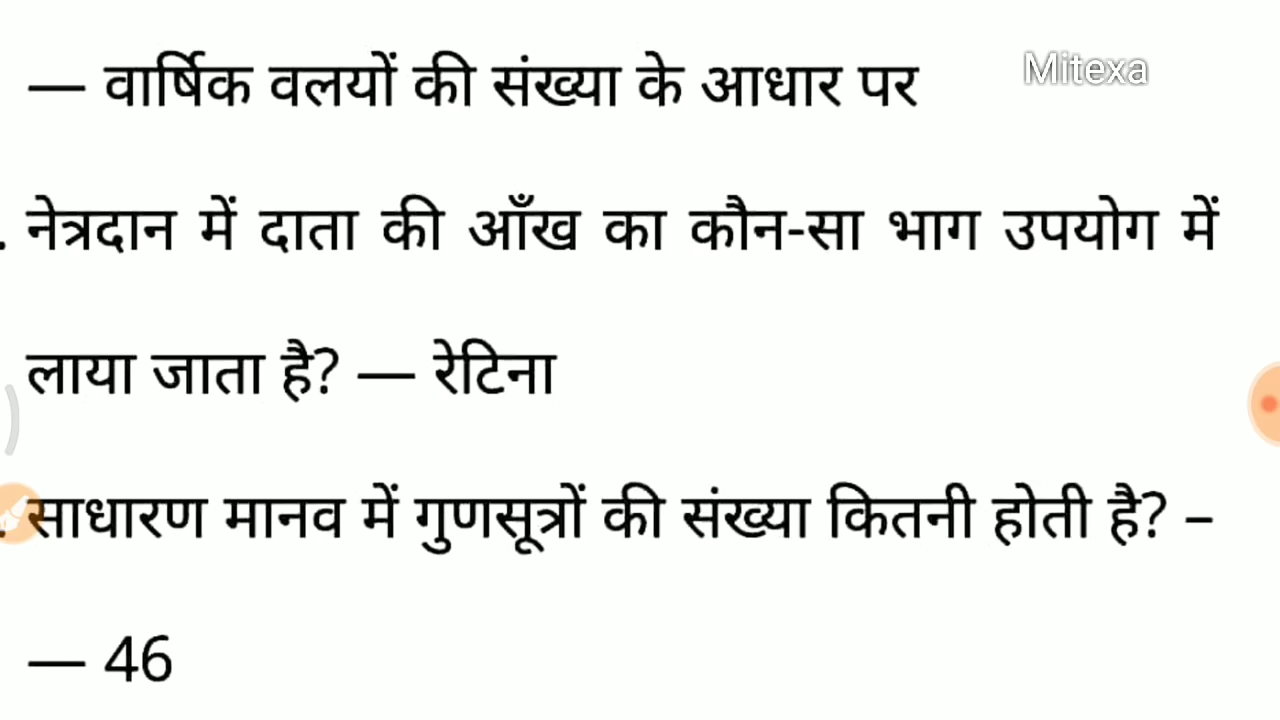 — वार्षिक वलयों की संख्या के आधार पर
Mitexa
. नेत्रदान में दाता की आँख का कौन-सा भाग उपयोग में
लाया जाता है? — रेटिना
. साधारण मानव में गुणसूत्रों की संख्या कितनी होती है? –
— 46